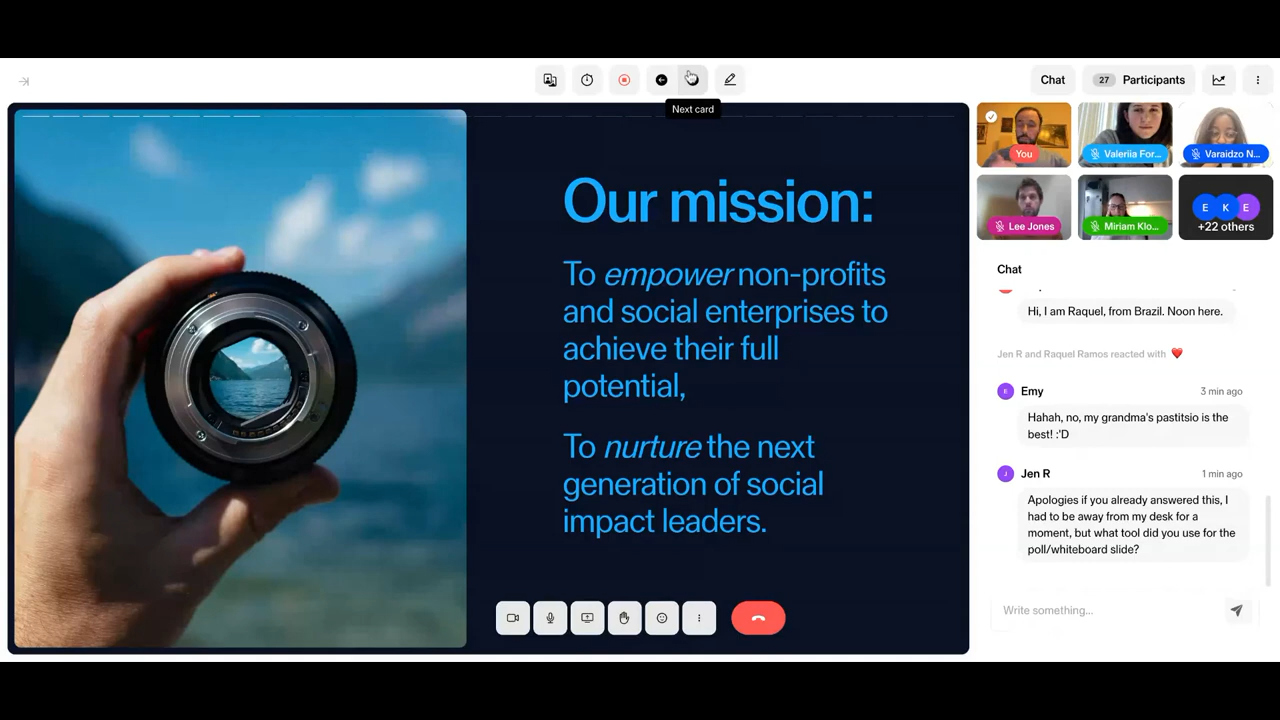 Chat
27 Participants
Next card
Our mission:
To empower non-profits
and social enterprises to
achieve their full
potential,
To nurture the next
generation of social
impact leaders.
You
Valeriia For...
Varaidzo N...
Lee Jones
Miriam Klo...
E K E
+22 others
Chat
Hi, I am Raquel, from Brazil. Noon here.
Jen R and Raquel Ramos reacted with ❤️
E Emy 3 min ago
Hahah, no, my grandma's pastitsio is the
best! :'D
J Jen R 1 min ago
Apologies if you already answered this, I
had to be away from my desk for a
moment, but what tool did you use for the
poll/whiteboard slide?
Write something...